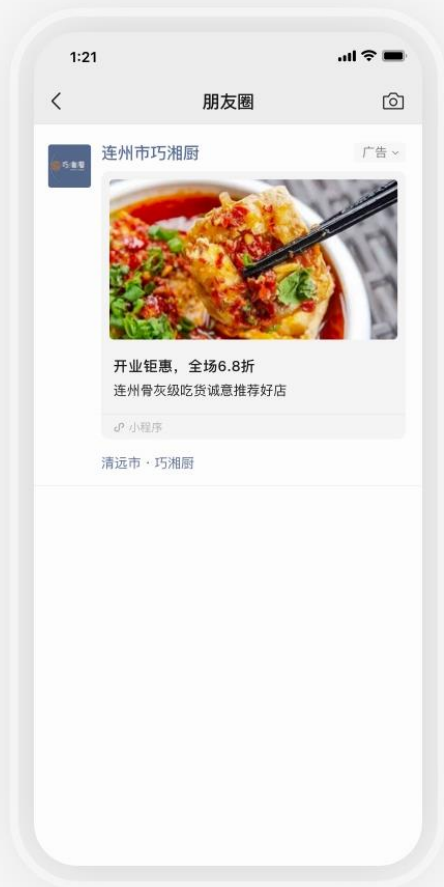 1:21
朋友圈
连州市巧湘厨
广告
开业钜惠，全场6.8折
连州骨灰级吃货诚意推荐好店
小程序
清远市·巧湘厨